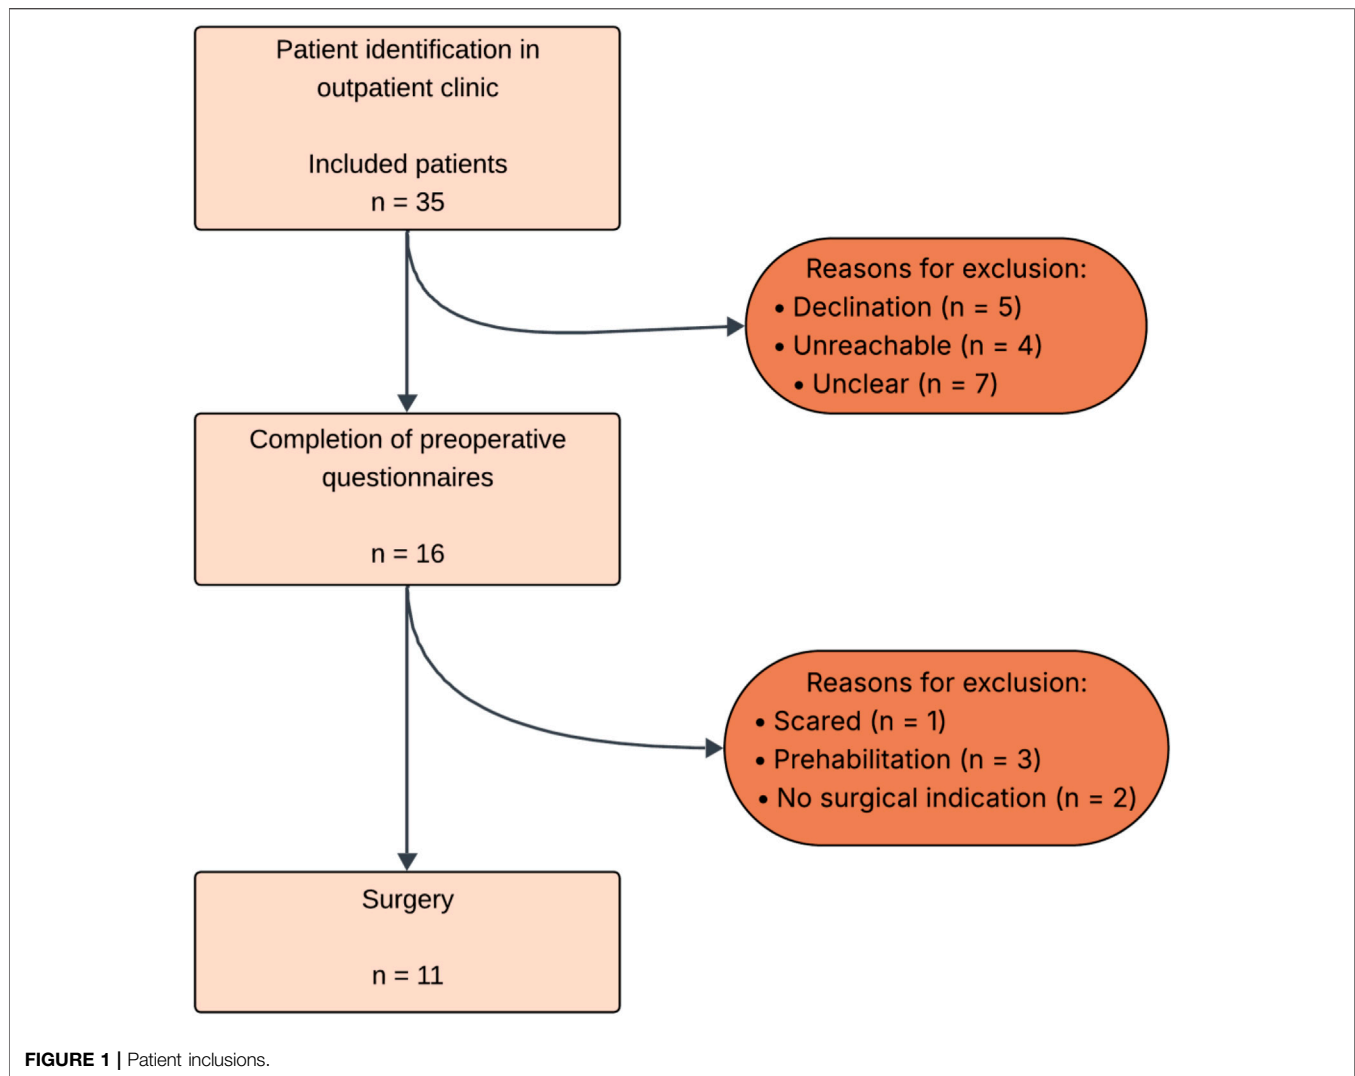 Patient identification in
outpatient clinic
Included patients
n = 35
Reasons for exclusion:
• Declination (n = 5)
• Unreachable (n = 4)
• Unclear (n = 7)
Completion of preoperative
questionnaires
n = 16
Reasons for exclusion:
• Scared (n = 1)
• Prehabilitation (n = 3)
• No surgical indication (n = 2)
Surgery
n = 11
FIGURE 1 | Patient inclusions.